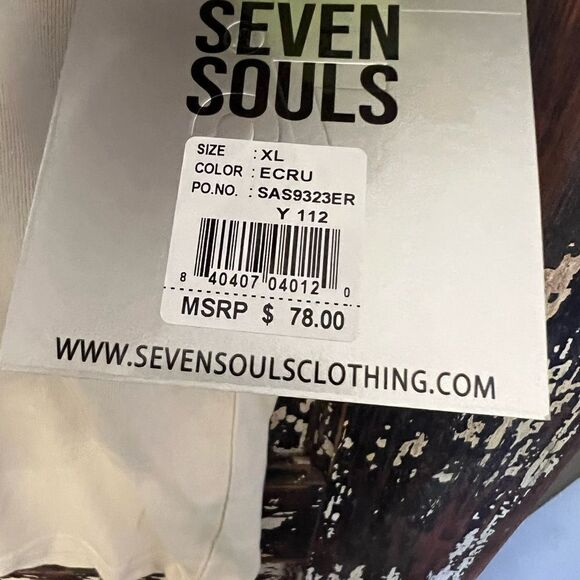 SEVEN
SOULS
SIZE : XL
COLOR : ECRU
PO.NO. : SAS9323ER
Y 112
8 40407 04012 0
MSRP $ 78.00
WWW.SEVENSOULSCLOTHING.COM